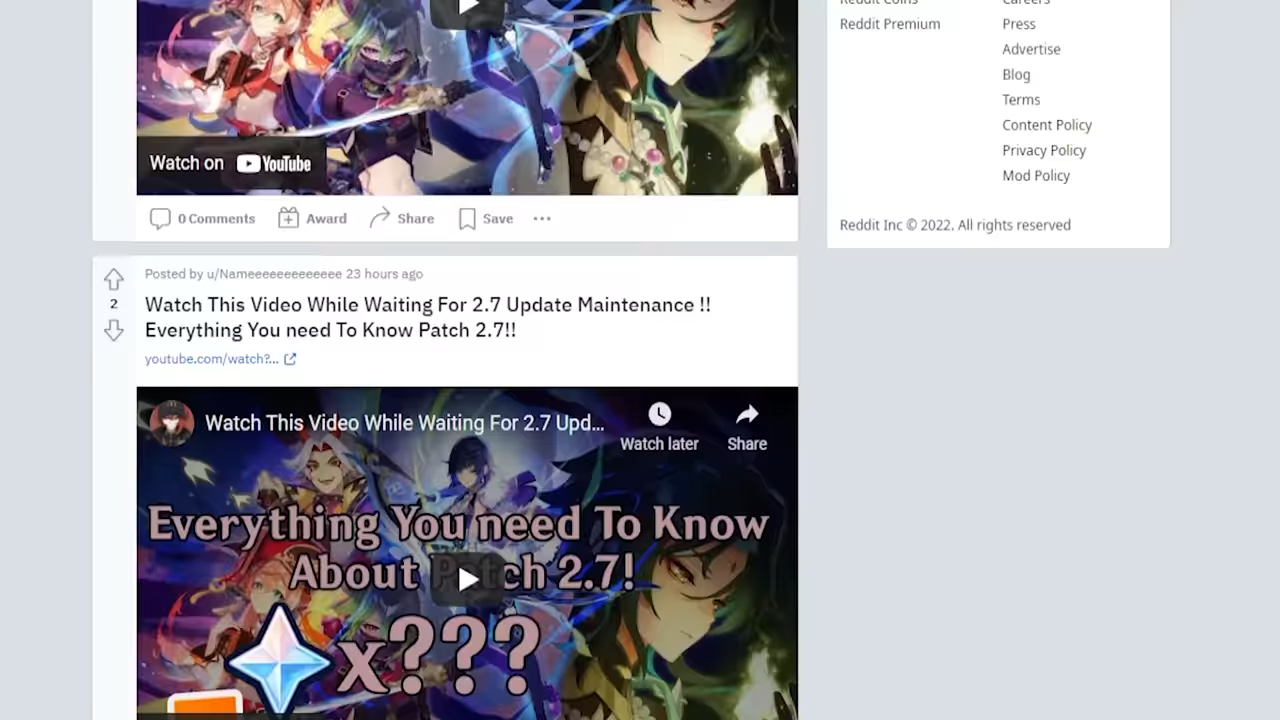 Reddit Coins
Careers
Reddit Premium
Press
Advertise
Blog
Terms
Content Policy
Privacy Policy
Mod Policy
Reddit Inc © 2022. All rights reserved
Watch on YouTube
0 Comments
Award
Share
Save
2
Posted by u/Nameeeeeeeeeeeee 23 hours ago
Watch This Video While Waiting For 2.7 Update Maintenance !!
Everything You need To Know Patch 2.7!!
youtube.com/watch?...
Watch This Video While Waiting For 2.7 Upd...
Watch later
Share
Everything You need To Know
About Patch 2.7!
x???